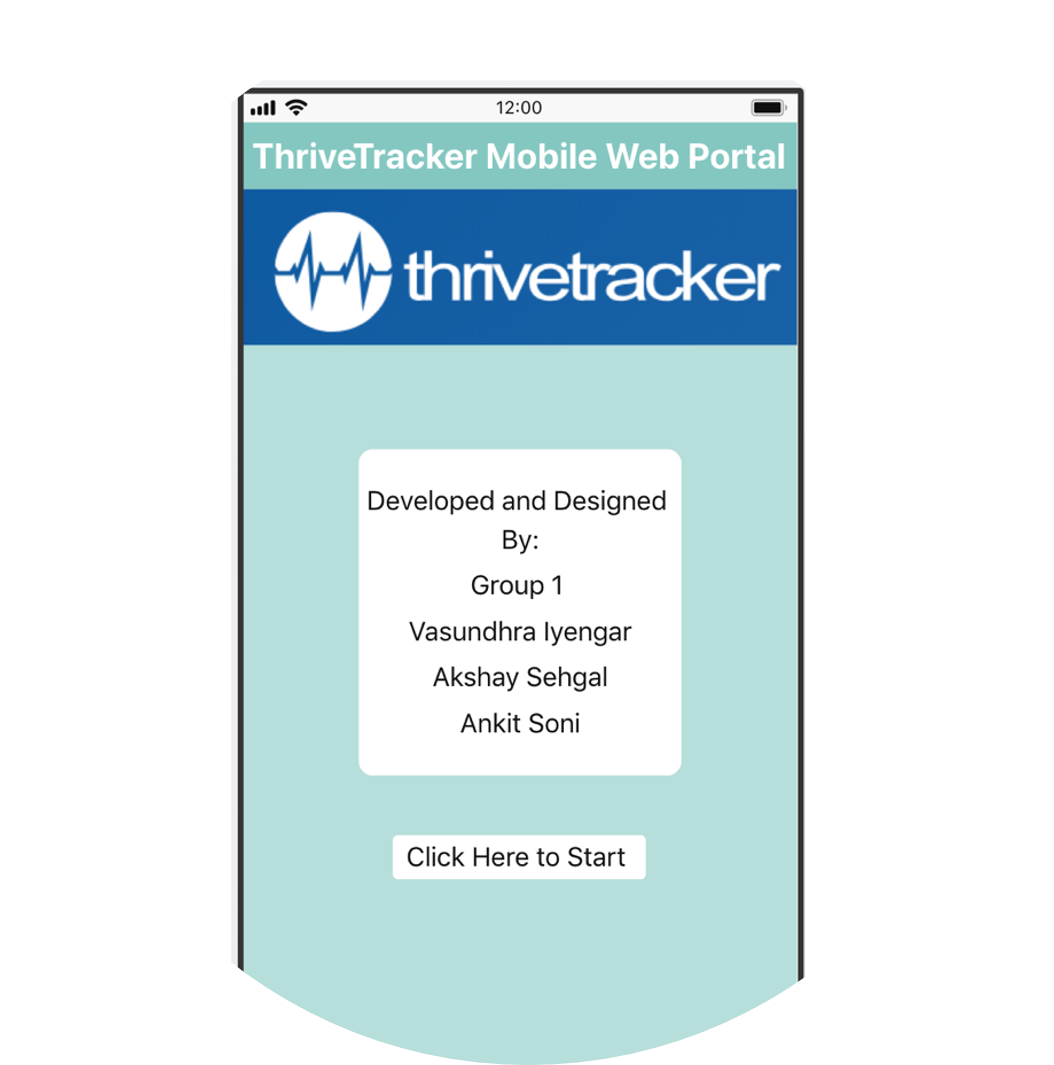 12:00
ThriveTracker Mobile Web Portal
thrivetracker
Developed and Designed
By:
Group 1
Vasundhra Iyengar
Akshay Sehgal
Ankit Soni
Click Here to Start